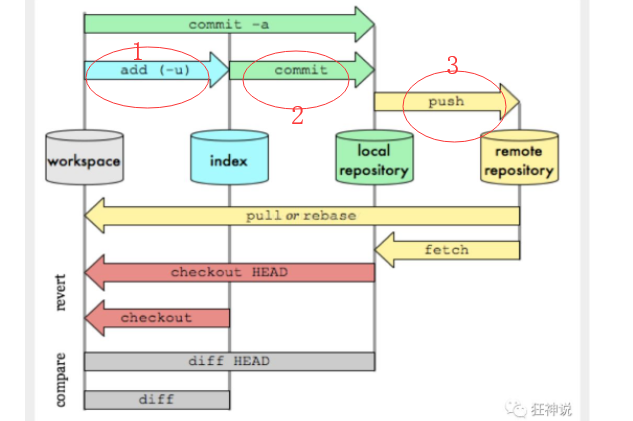 commit -a
1
add (-u)
commit
2
3
push
workspace
index
local
repository
remote
repository
pull or rebase
fetch
revert
checkout HEAD
checkout
compare
diff HEAD
diff
狂神说